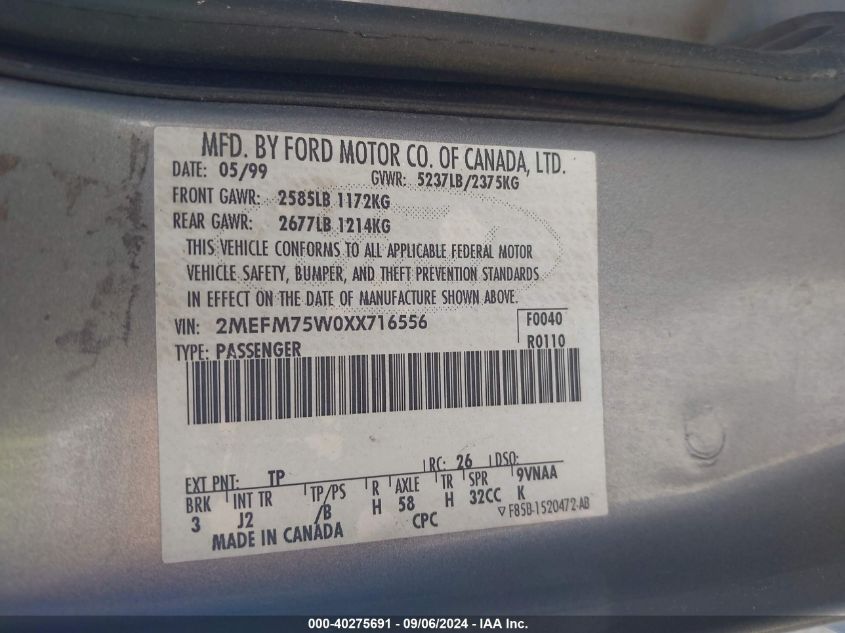 MFD. BY FORD MOTOR CO. OF CANADA, LTD.
DATE: 05/99 GVWR: 5237LB/2375KG
FRONT GAWR: 2585LB 1172KG
REAR GAWR: 2677LB 1214KG
THIS VEHICLE CONFORMS TO ALL APPLICABLE FEDERAL MOTOR
VEHICLE SAFETY, BUMPER, AND THEFT PREVENTION STANDARDS
IN EFFECT ON THE DATE OF MANUFACTURE SHOWN ABOVE.
VIN: 2MEFM75W0XX716556 F0040
TYPE: PASSENGER R0110
EXT PNT: TP RC: 26 DSO:
BRK INT TR TP/PS R AXLE TR SPR 9VNAA
3 J2 /B H 58 H 32CC K
MADE IN CANADA CPC ▽F85B-1520472-AB
000-40275691 - 09/06/2024 - IAA Inc.